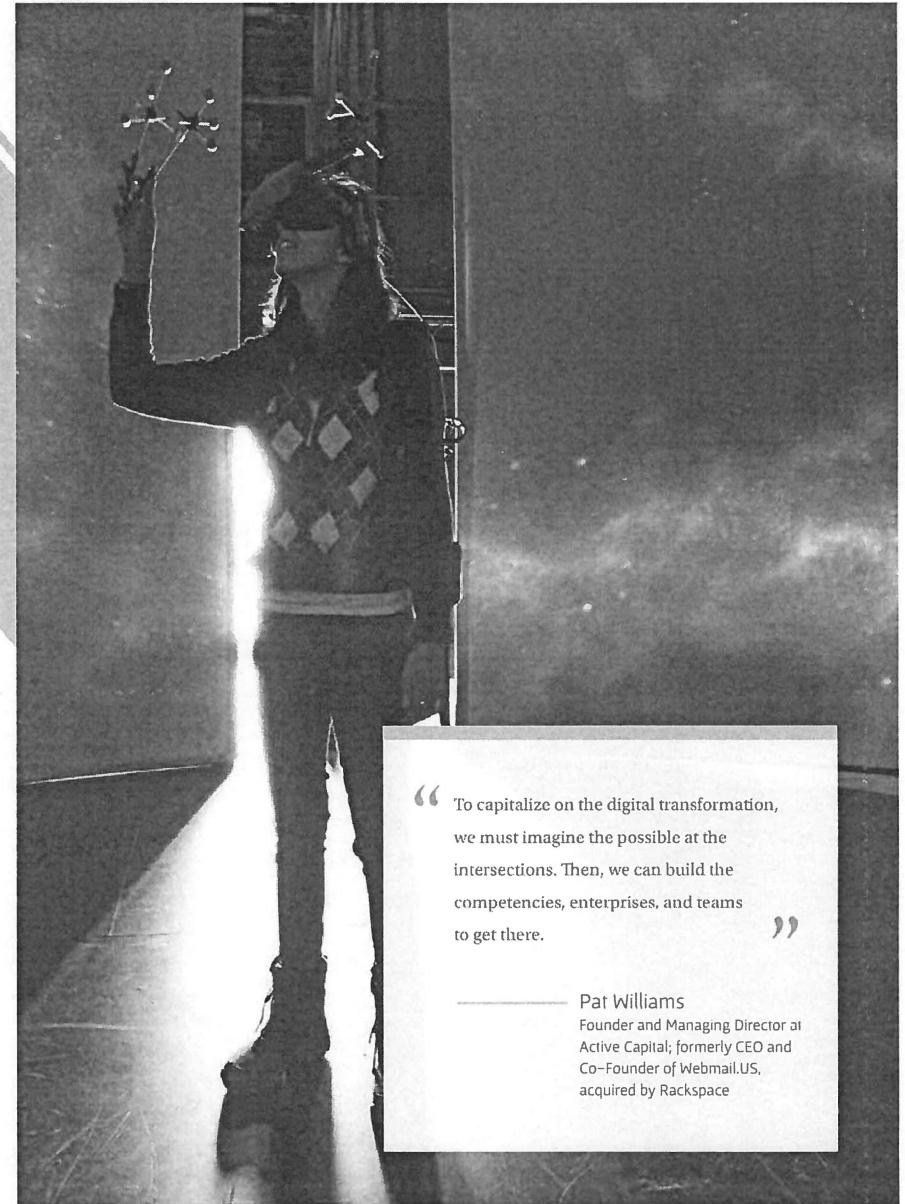 “ To capitalize on the digital transformation,
we must imagine the possible at the
intersections. Then, we can build the
competencies, enterprises, and teams
to get there. ”
Pat Williams
Founder and Managing Director at
Active Capital; formerly CEO and
Co-Founder of Webmail.US,
acquired by Rackspace